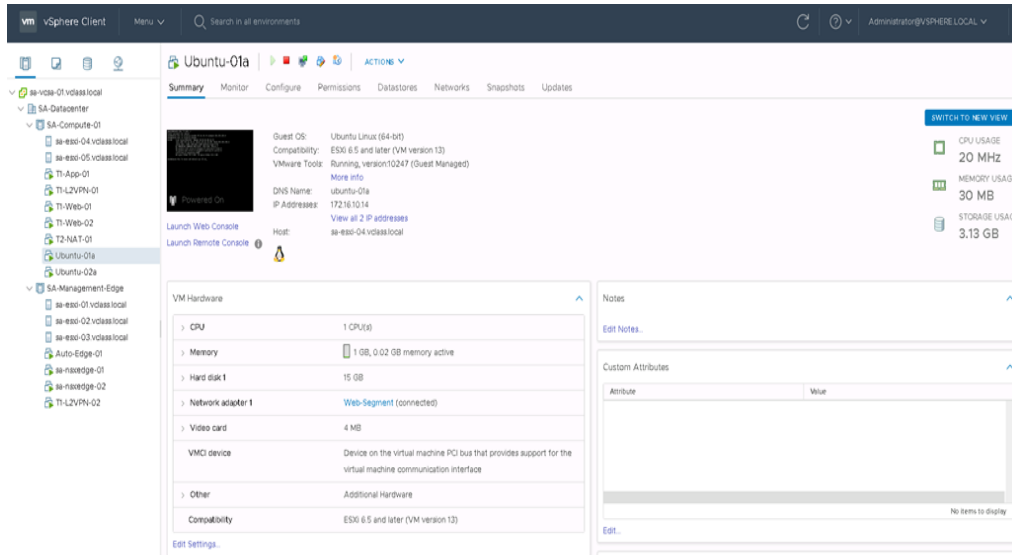 vm vSphere Client Menu Search in all environments Administrator@VSPHERE.LOCAL
Ubuntu-01a ACTIONS
Summary Monitor Configure Permissions Datastores Networks Snapshots Updates
sa-vcsa-01.vclass.local
SA-Datacenter
SA-Compute-01
sa-esxi-04.vclass.local
sa-esxi-05.vclass.local
T1-App-01
T1-L2VPN-01
T1-Web-01
T1-Web-02
T2-NAT-01
Ubuntu-01a
Ubuntu-02a
SA-Management-Edge
sa-esxi-01.vclass.local
sa-esxi-02.vclass.local
sa-esxi-03.vclass.local
Auto-Edge-01
sa-nsxedge-01
sa-nsxedge-02
T1-L2VPN-02
Powered On
Launch Web Console
Launch Remote Console
Guest OS: Ubuntu Linux (64-bit)
Compatibility: ESXi 6.5 and later (VM version 13)
VMware Tools: Running, version:10247 (Guest Managed)
More info
DNS Name: ubuntu-01a
IP Addresses: 172.16.10.14
View all 2 IP addresses
Host: sa-esxi-04.vclass.local
SWITCH TO NEW VIEW
CPU USAGE
20 MHz
MEMORY USAG
30 MB
STORAGE USAG
3.13 GB
VM Hardware
CPU 1 CPU(s)
Memory 1 GB, 0.02 GB memory active
Hard disk 1 15 GB
Network adapter 1 Web-Segment (connected)
Video card 4 MB
VMCI device Device on the virtual machine PCI bus that provides support for the
virtual machine communication interface
Other Additional Hardware
Compatibility ESXi 6.5 and later (VM version 13)
Edit Settings...
Notes
Edit Notes...
Custom Attributes
Attribute Value
No items to display
Edit...